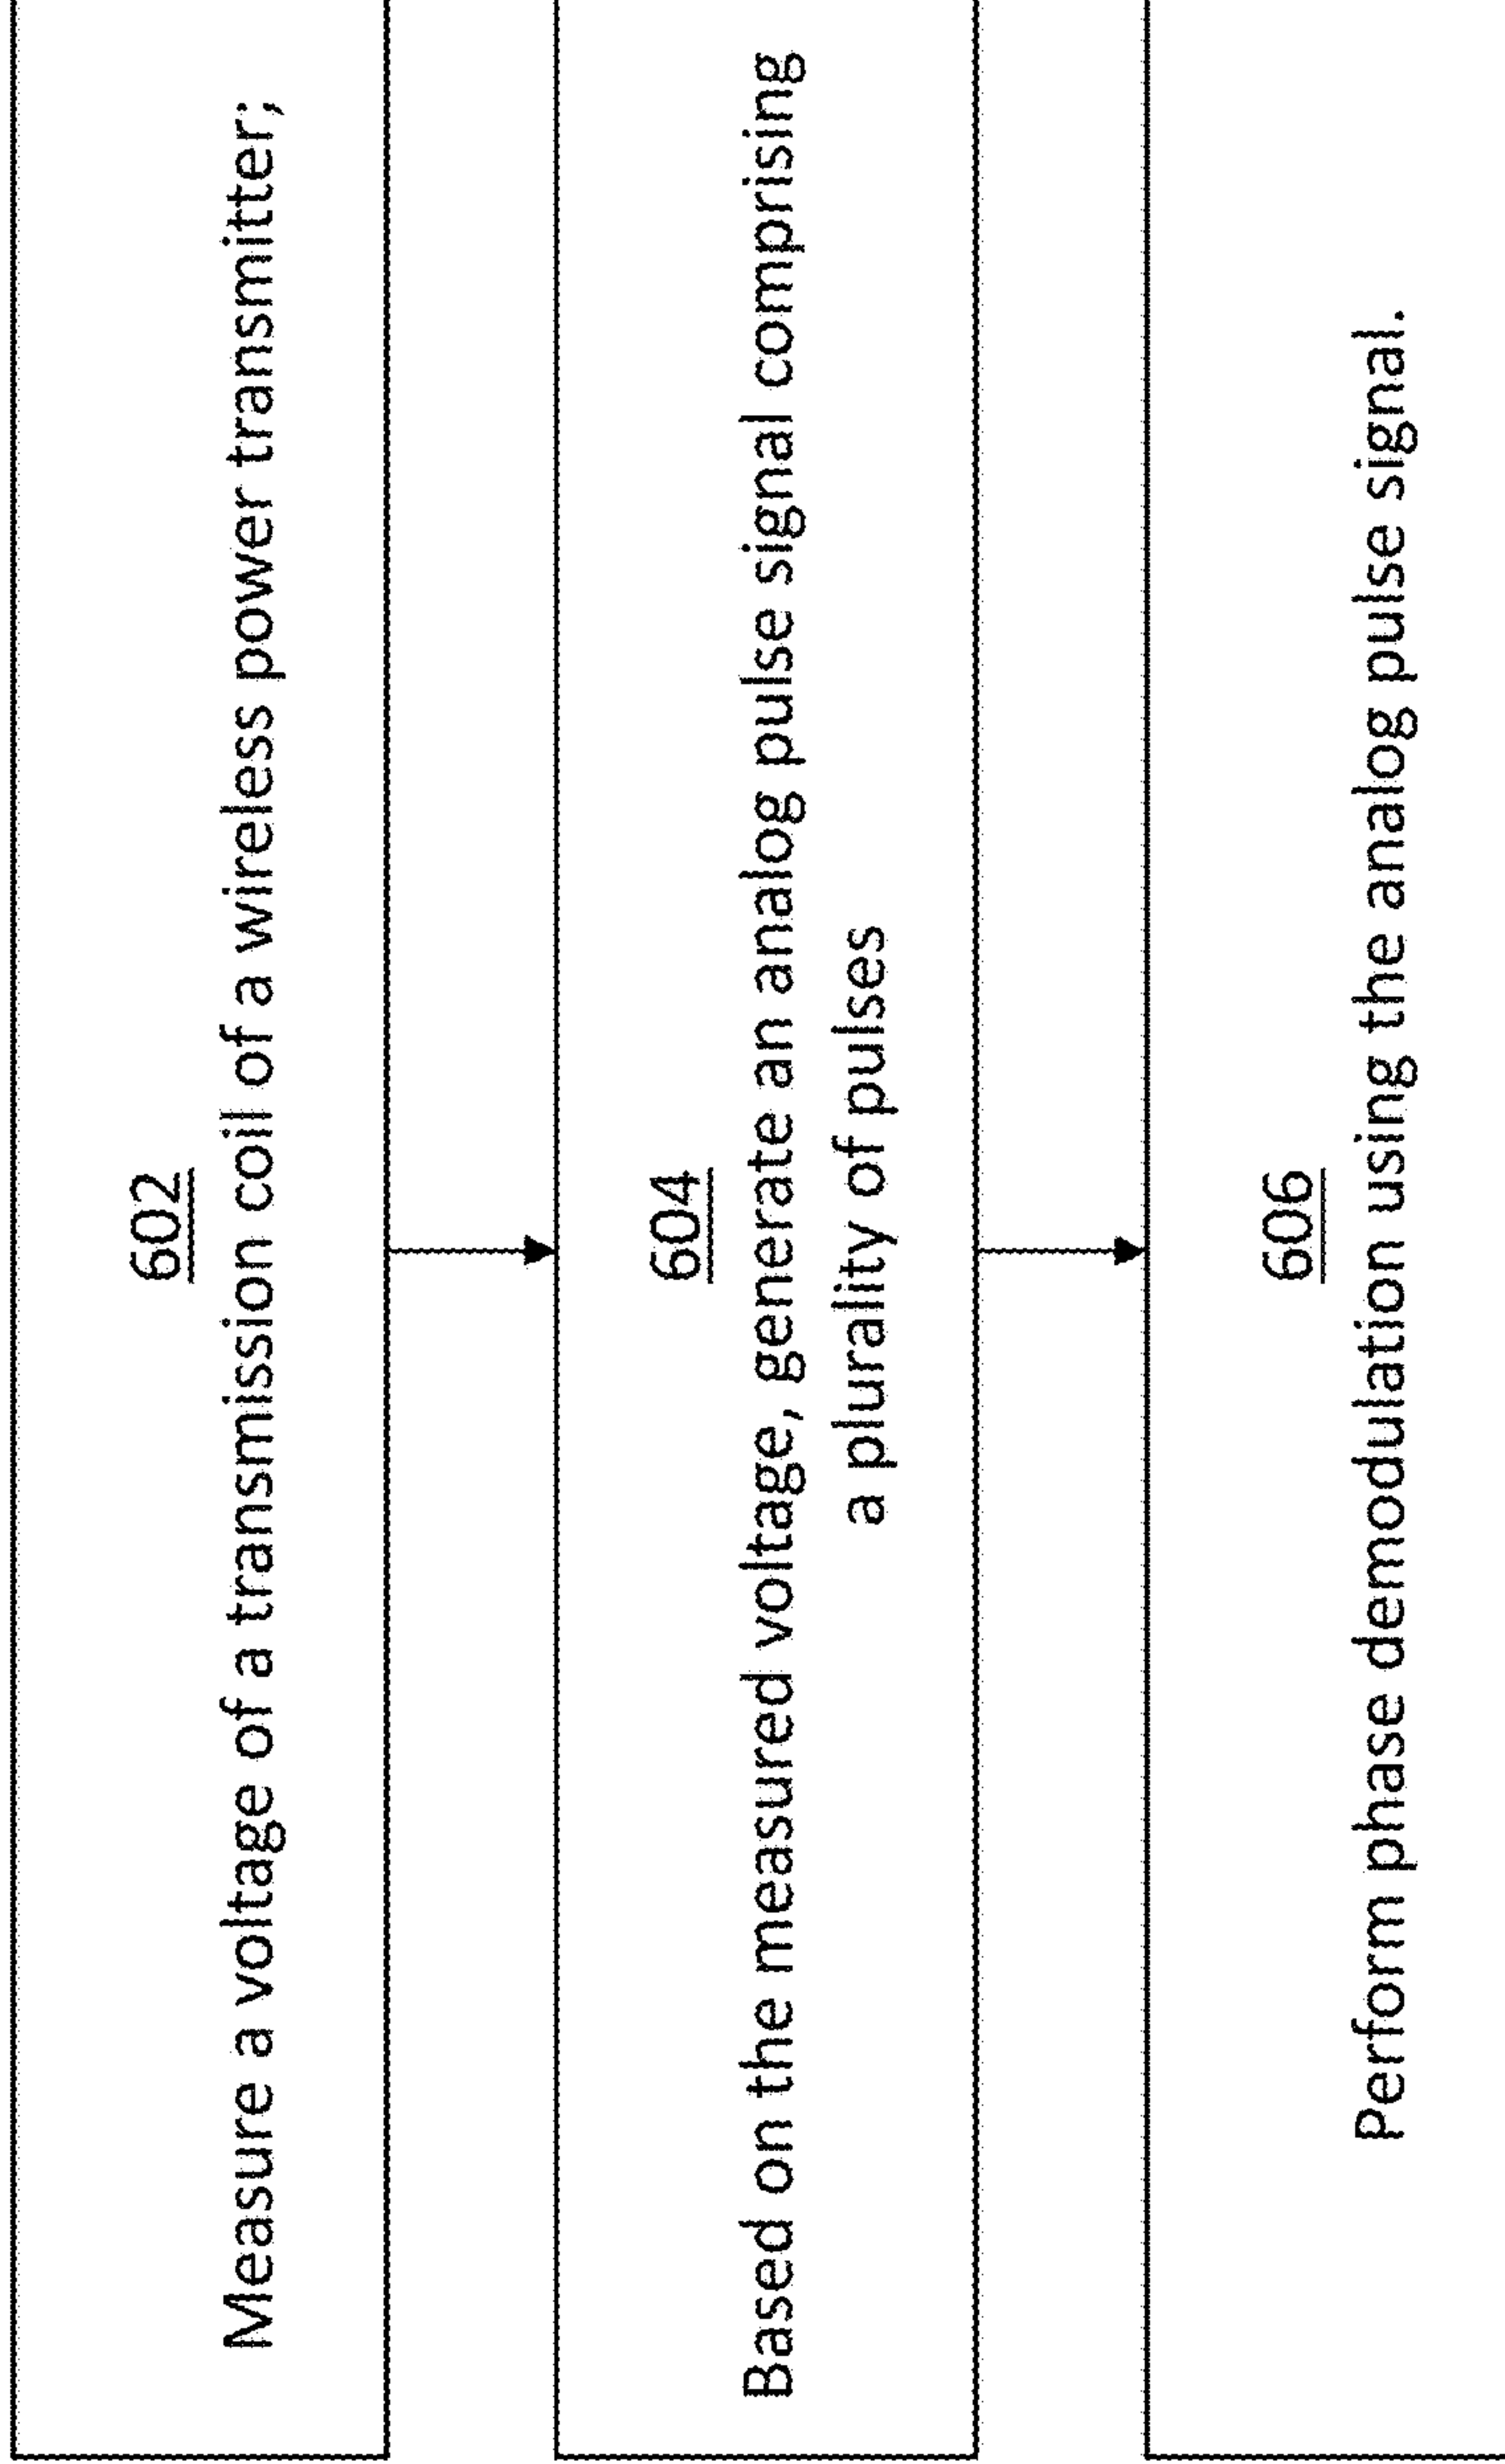 602
Measure a voltage of a transmission coil of a wireless power transmitter;
604
Based on the measured voltage, generate an analog pulse signal comprising
a plurality of pulses
606
Perform phase demodulation using the analog pulse signal.